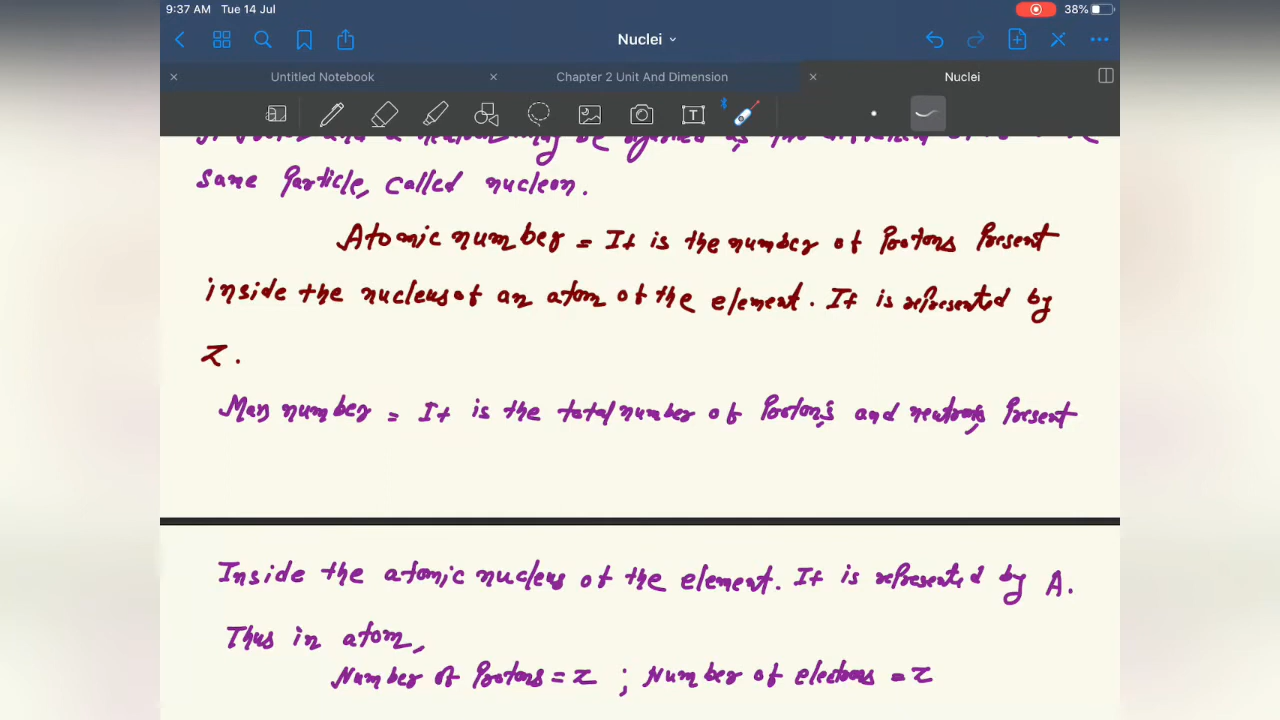 9:37 AM Tue 14 Jul 38%
Nuclei
Untitled Notebook Chapter 2 Unit And Dimension Nuclei
T
same particle, called nucleon.
Atomic number = It is the number of protons present
inside the nucleus of an atom of the element. It is represented by
Z.
Mass number = It is the total number of Proton's and neutron's Present
Inside the atomic nucleus of the element. It is represented by A.
Thus in atom,
Number of Protons = Z ; Number of electrons = Z